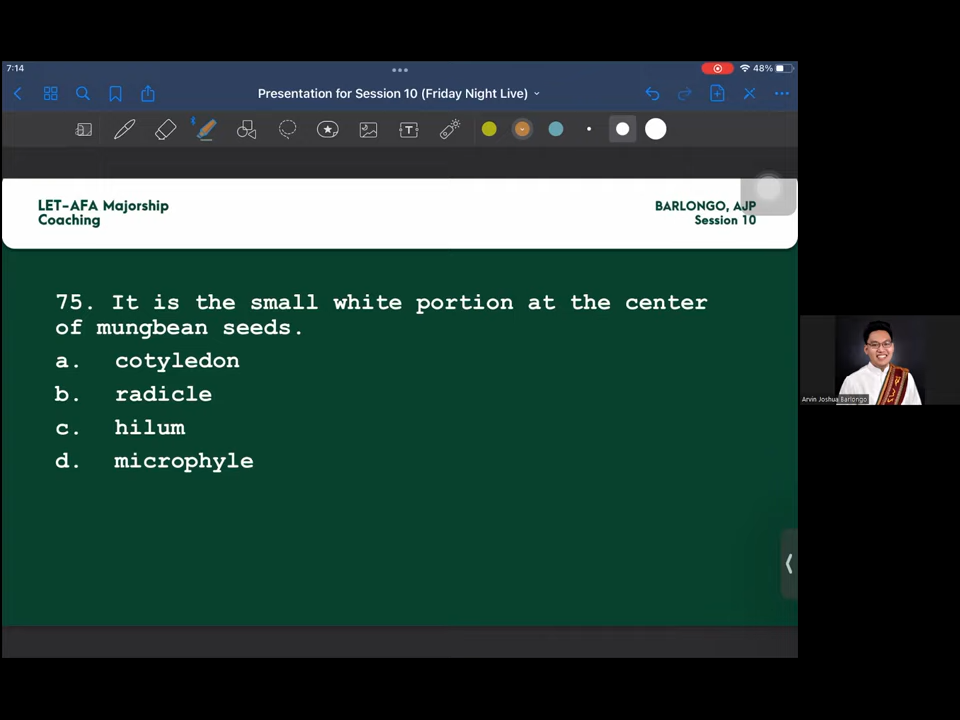 7:14
48%
Presentation for Session 10 (Friday Night Live)
T
LET-AFA Majorship
Coaching
BARLONGO, AJP
Session 10
75. It is the small white portion at the center
of mungbean seeds.
a. cotyledon
b. radicle
c. hilum
d. microphyle
Arvin Joshua Barlongo